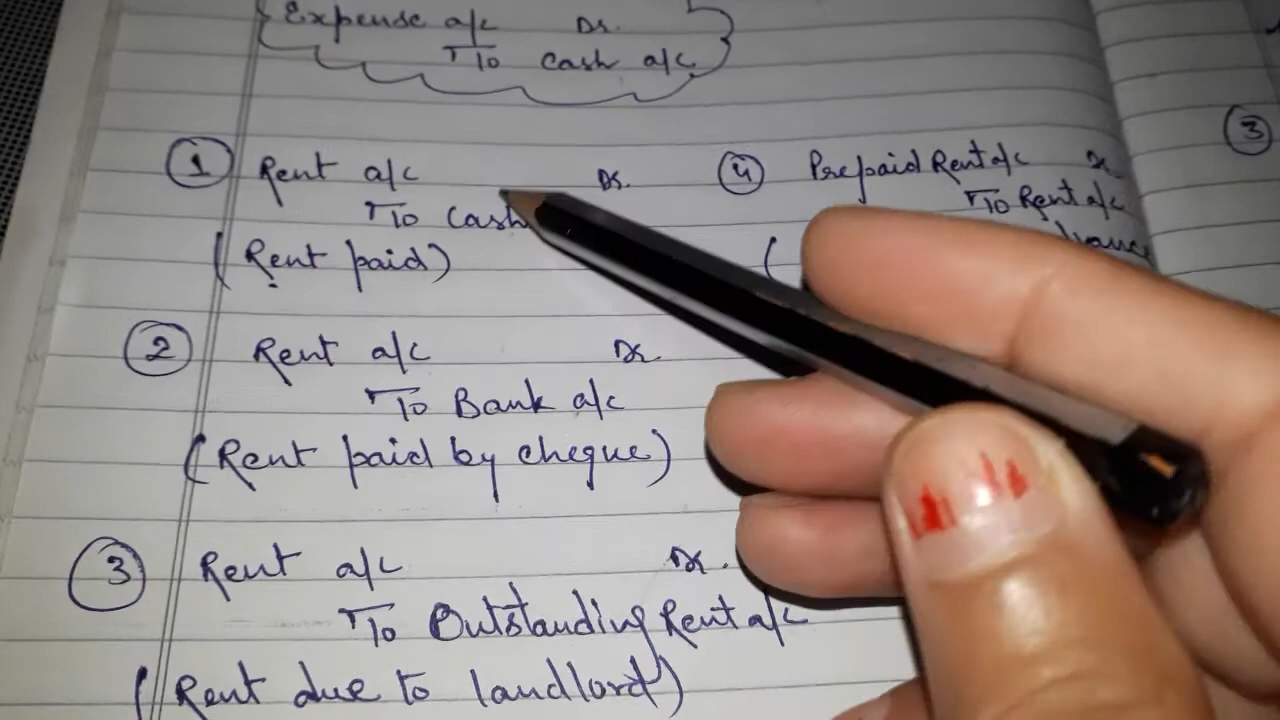 Expense a/c Dr.
To Cash a/c
① Rent a/c Dr.
To Cash
(Rent paid)
② Rent a/c Dr
To Bank a/c
(Rent paid by cheque)
③ Rent a/c Dr.
To Outstanding Rent a/c
(Rent due to landlord)
④ Prepaid Rent a/c Dr
To Rent a/c
(
③